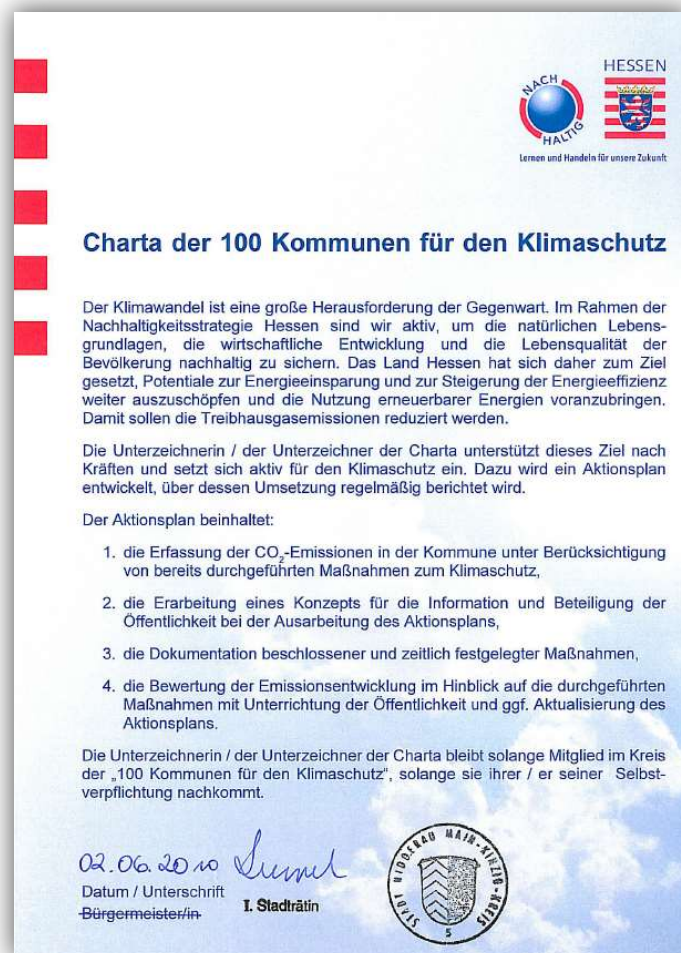 HESSEN
NACH
HALTIG
Lernen und Handeln für unsere Zukunft
Charta der 100 Kommunen für den Klimaschutz
Der Klimawandel ist eine große Herausforderung der Gegenwart. Im Rahmen der
Nachhaltigkeitsstrategie Hessen sind wir aktiv, um die natürlichen Lebens-
grundlagen, die wirtschaftliche Entwicklung und die Lebensqualität der
Bevölkerung nachhaltig zu sichern. Das Land Hessen hat sich daher zum Ziel
gesetzt, Potentiale zur Energieeinsparung und zur Steigerung der Energieeffizienz
weiter auszuschöpfen und die Nutzung erneuerbarer Energien voranzubringen.
Damit sollen die Treibhausgasemissionen reduziert werden.
Die Unterzeichnerin / der Unterzeichner der Charta unterstützt dieses Ziel nach
Kräften und setzt sich aktiv für den Klimaschutz ein. Dazu wird ein Aktionsplan
entwickelt, über dessen Umsetzung regelmäßig berichtet wird.
Der Aktionsplan beinhaltet:
1. die Erfassung der CO₂-Emissionen in der Kommune unter Berücksichtigung
von bereits durchgeführten Maßnahmen zum Klimaschutz,
2. die Erarbeitung eines Konzepts für die Information und Beteiligung der
Öffentlichkeit bei der Ausarbeitung des Aktionsplans,
3. die Dokumentation beschlossener und zeitlich festgelegter Maßnahmen,
4. die Bewertung der Emissionsentwicklung im Hinblick auf die durchgeführten
Maßnahmen mit Unterrichtung der Öffentlichkeit und ggf. Aktualisierung des
Aktionsplans.
Die Unterzeichnerin / der Unterzeichner der Charta bleibt solange Mitglied im Kreis
der „100 Kommunen für den Klimaschutz“, solange sie ihrer / er seiner Selbst-
verpflichtung nachkommt.
02.06.2010
Datum / Unterschrift
Bürgermeister/in
I. Stadträtin
STADT NIDDERAU MAIN-KINZIG-KREIS
5